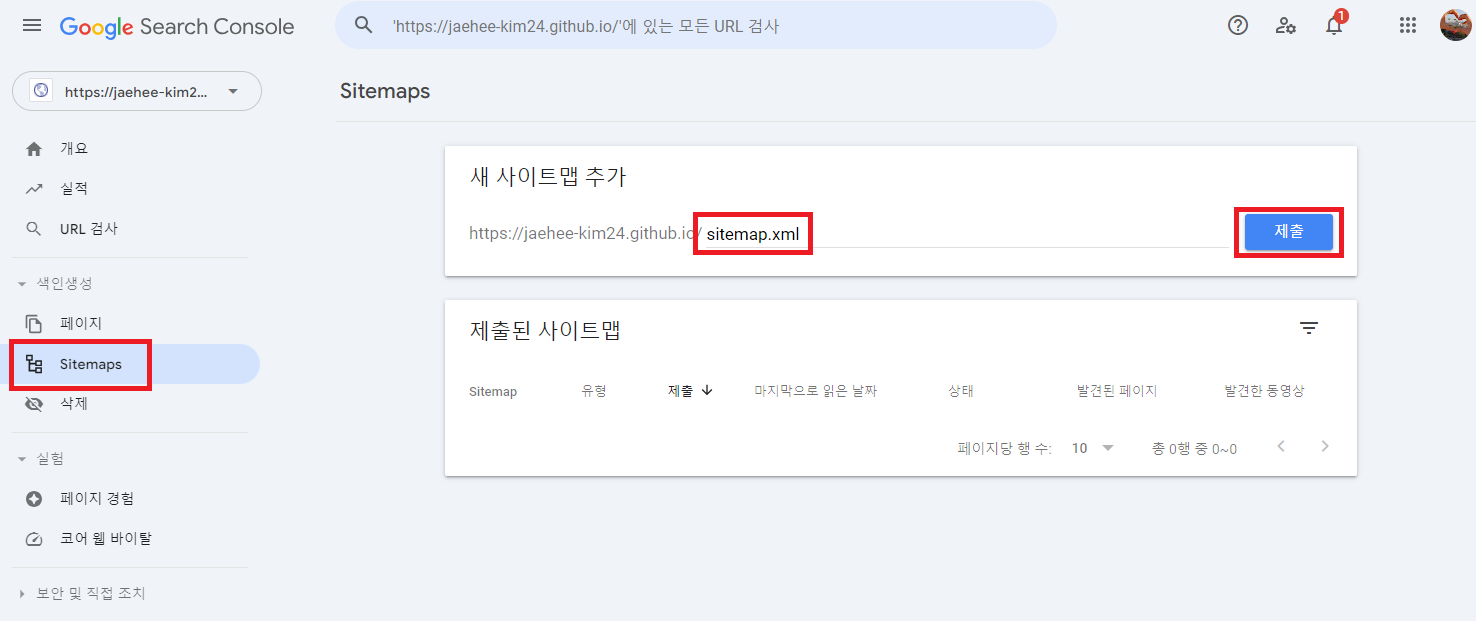 Google Search Console
'https://jaehee-kim24.github.io/'에 있는 모든 URL 검사
1
https://jaehee-kim2...
Sitemaps
개요
실적
URL 검사
색인생성
페이지
Sitemaps
삭제
실험
페이지 경험
코어 웹 바이탈
보안 및 직접 조치
새 사이트맵 추가
https://jaehee-kim24.github.io/ sitemap.xml 제출
제출된 사이트맵
Sitemap 유형 제출 마지막으로 읽은 날짜 상태 발견된 페이지 발견한 동영상
페이지당 행 수: 10 총 0행 중 0~0